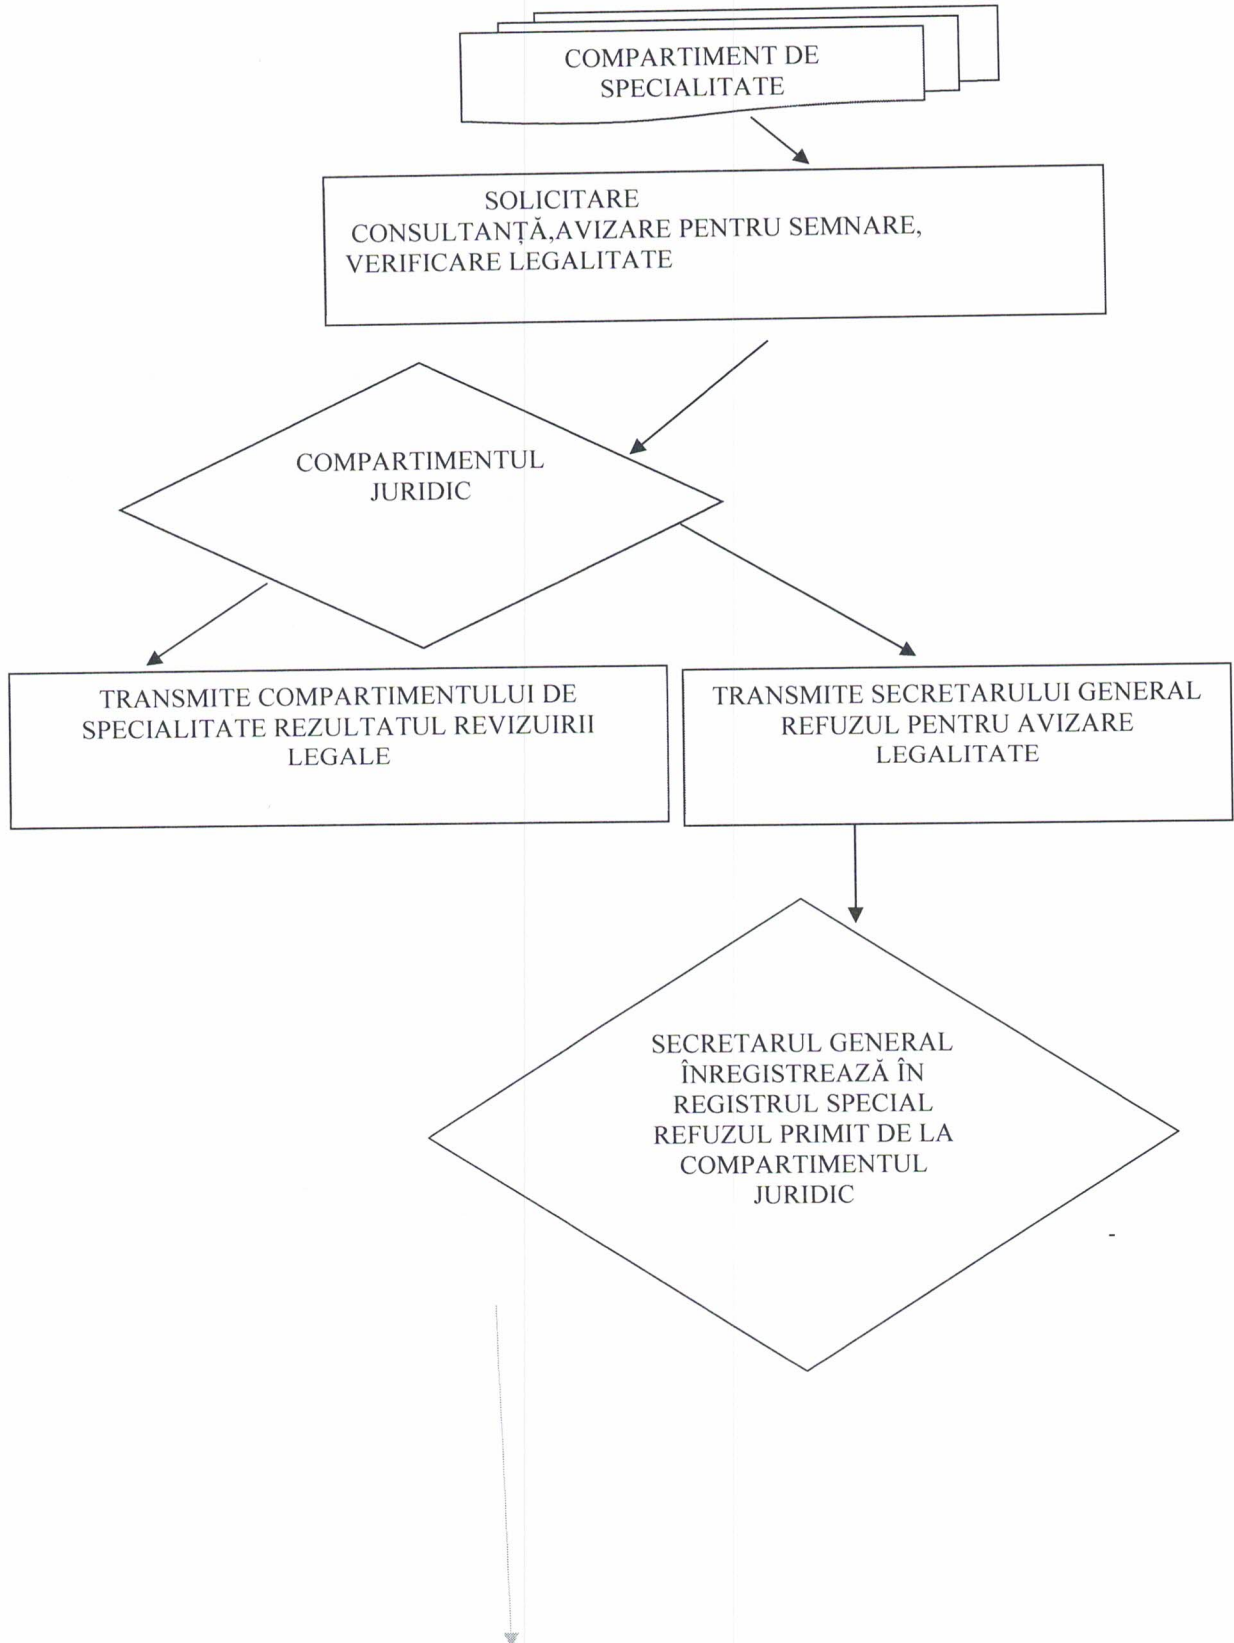 COMPARTIMENT DE
SPECIALITATE
SOLICITARE
CONSULTANȚĂ,AVIZARE PENTRU SEMNARE,
VERIFICARE LEGALITATE
COMPARTIMENTUL
JURIDIC
TRANSMITE COMPARTIMENTULUI DE
SPECIALITATE REZULTATUL REVIZUIRII
LEGALE
TRANSMITE SECRETARULUI GENERAL
REFUZUL PENTRU AVIZARE
LEGALITATE
SECRETARUL GENERAL
ÎNREGISTREAZĂ ÎN
REGISTRUL SPECIAL
REFUZUL PRIMIT DE LA
COMPARTIMENTUL
JURIDIC
-